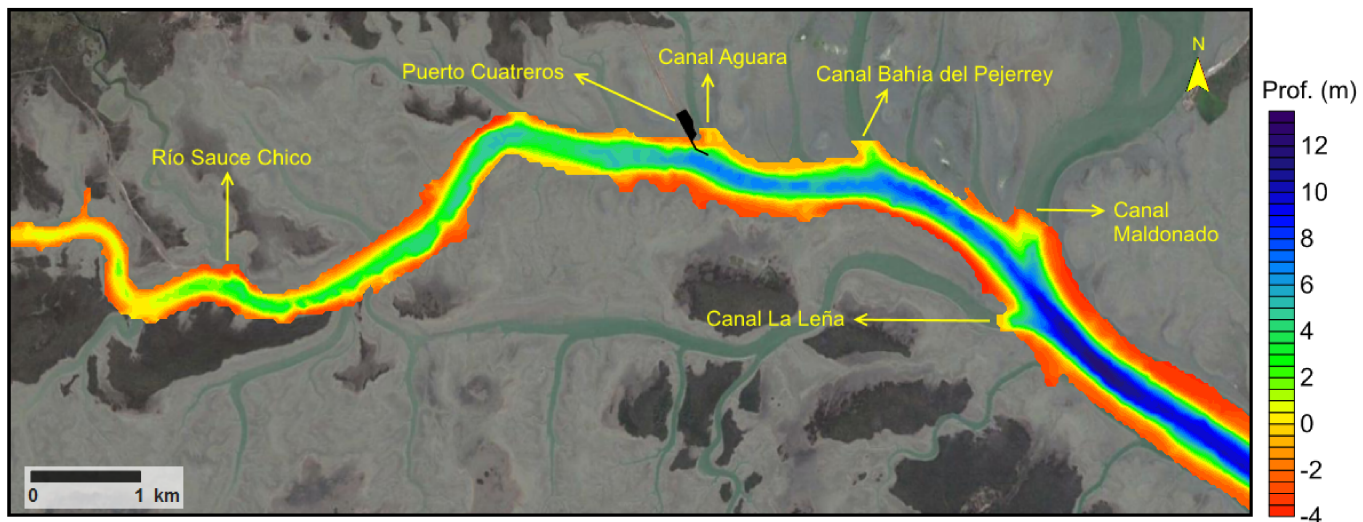 Canal Aguara
Puerto Cuatreros
Canal Bahía del Pejerrey
N
Prof. (m)
Río Sauce Chico
Canal
Maldonado
Canal La Leña
12
10
8
6
4
2
0
-2
-4
0 1 km